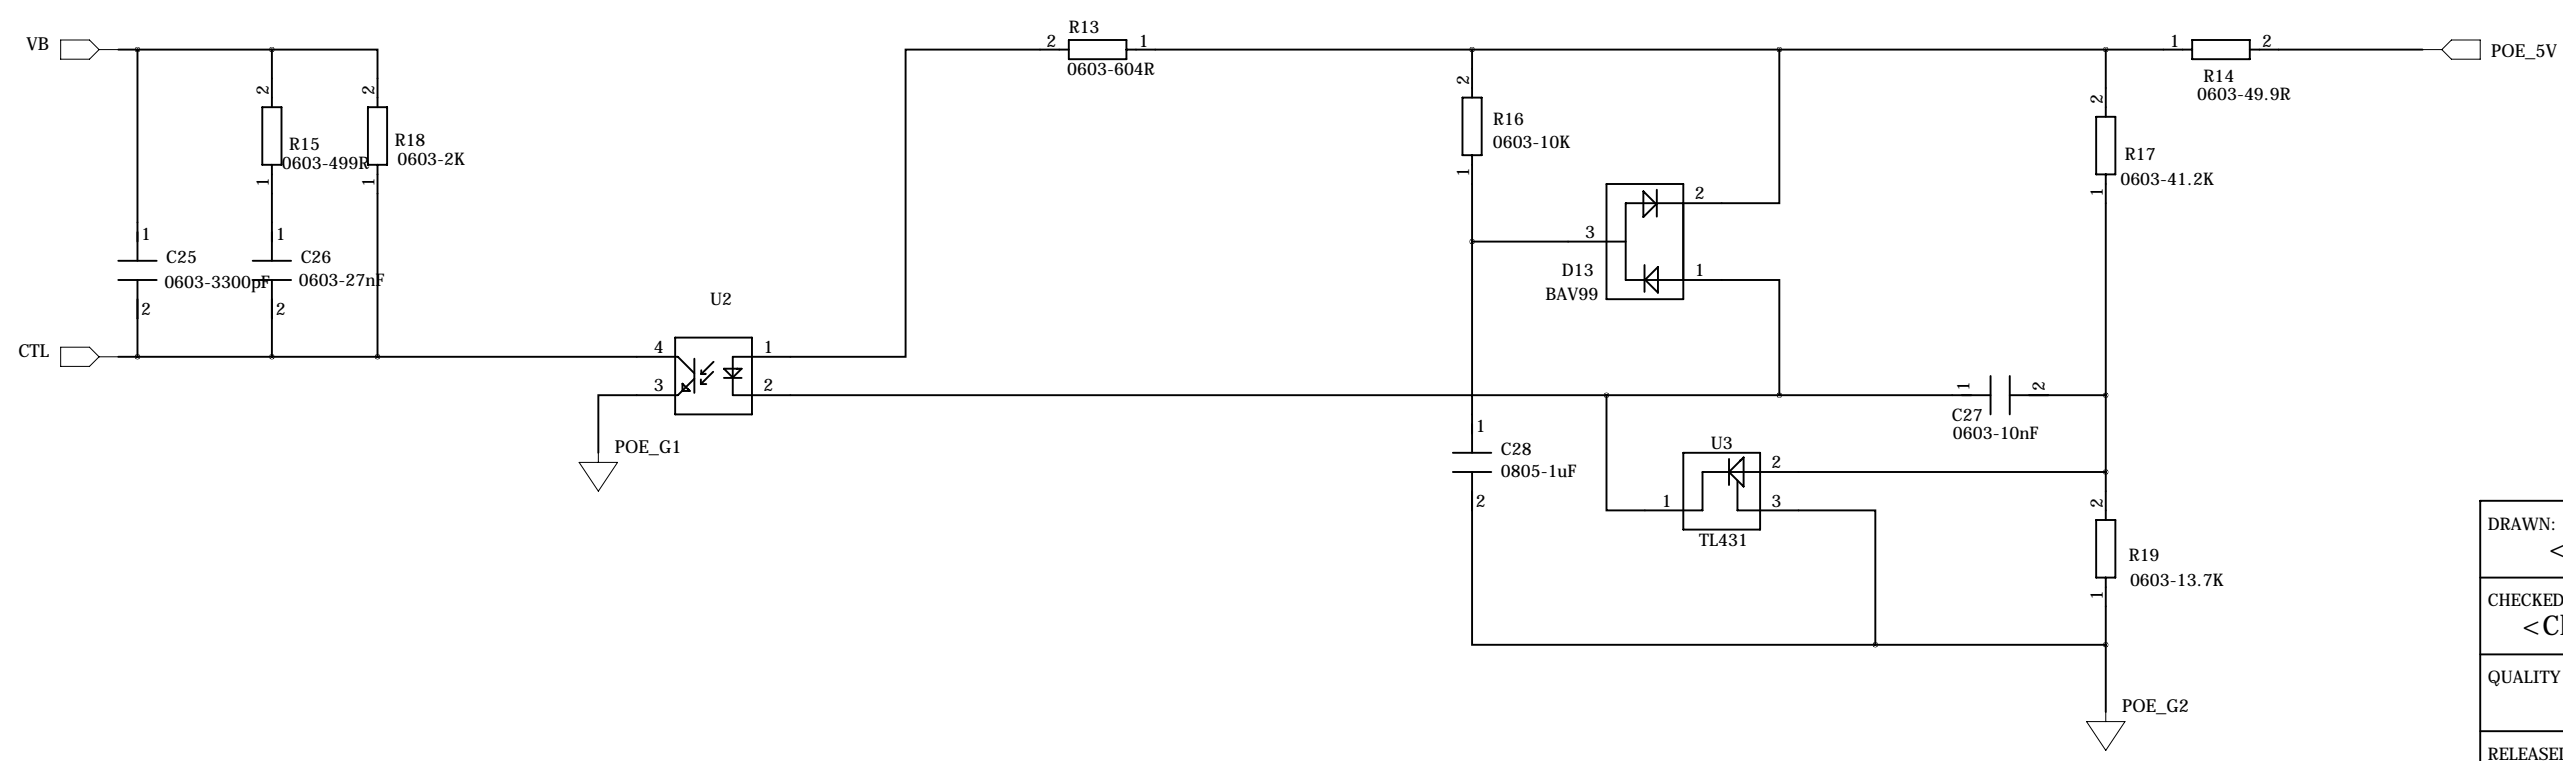 VB
R13
2
1
0603-604R
1
2
POE_5V
R14
0603-49.9R
2
R15
0603-499R
1
2
R18
0603-2K
1
2
R16
0603-10K
1
2
R17
0603-41.2K
1
1
C25
0603-3300pF
2
1
C26
0603-27nF
2
3
2
1
D13
BAV99
U2
CTL
4
3
1
2
POE_G1
1
2
C27
0603-10nF
1
C28
0805-1uF
2
U3
2
1
3
TL431
2
R19
0603-13.7K
1
POE_G2
DRAWN:
<
CHECKED
QUALITY